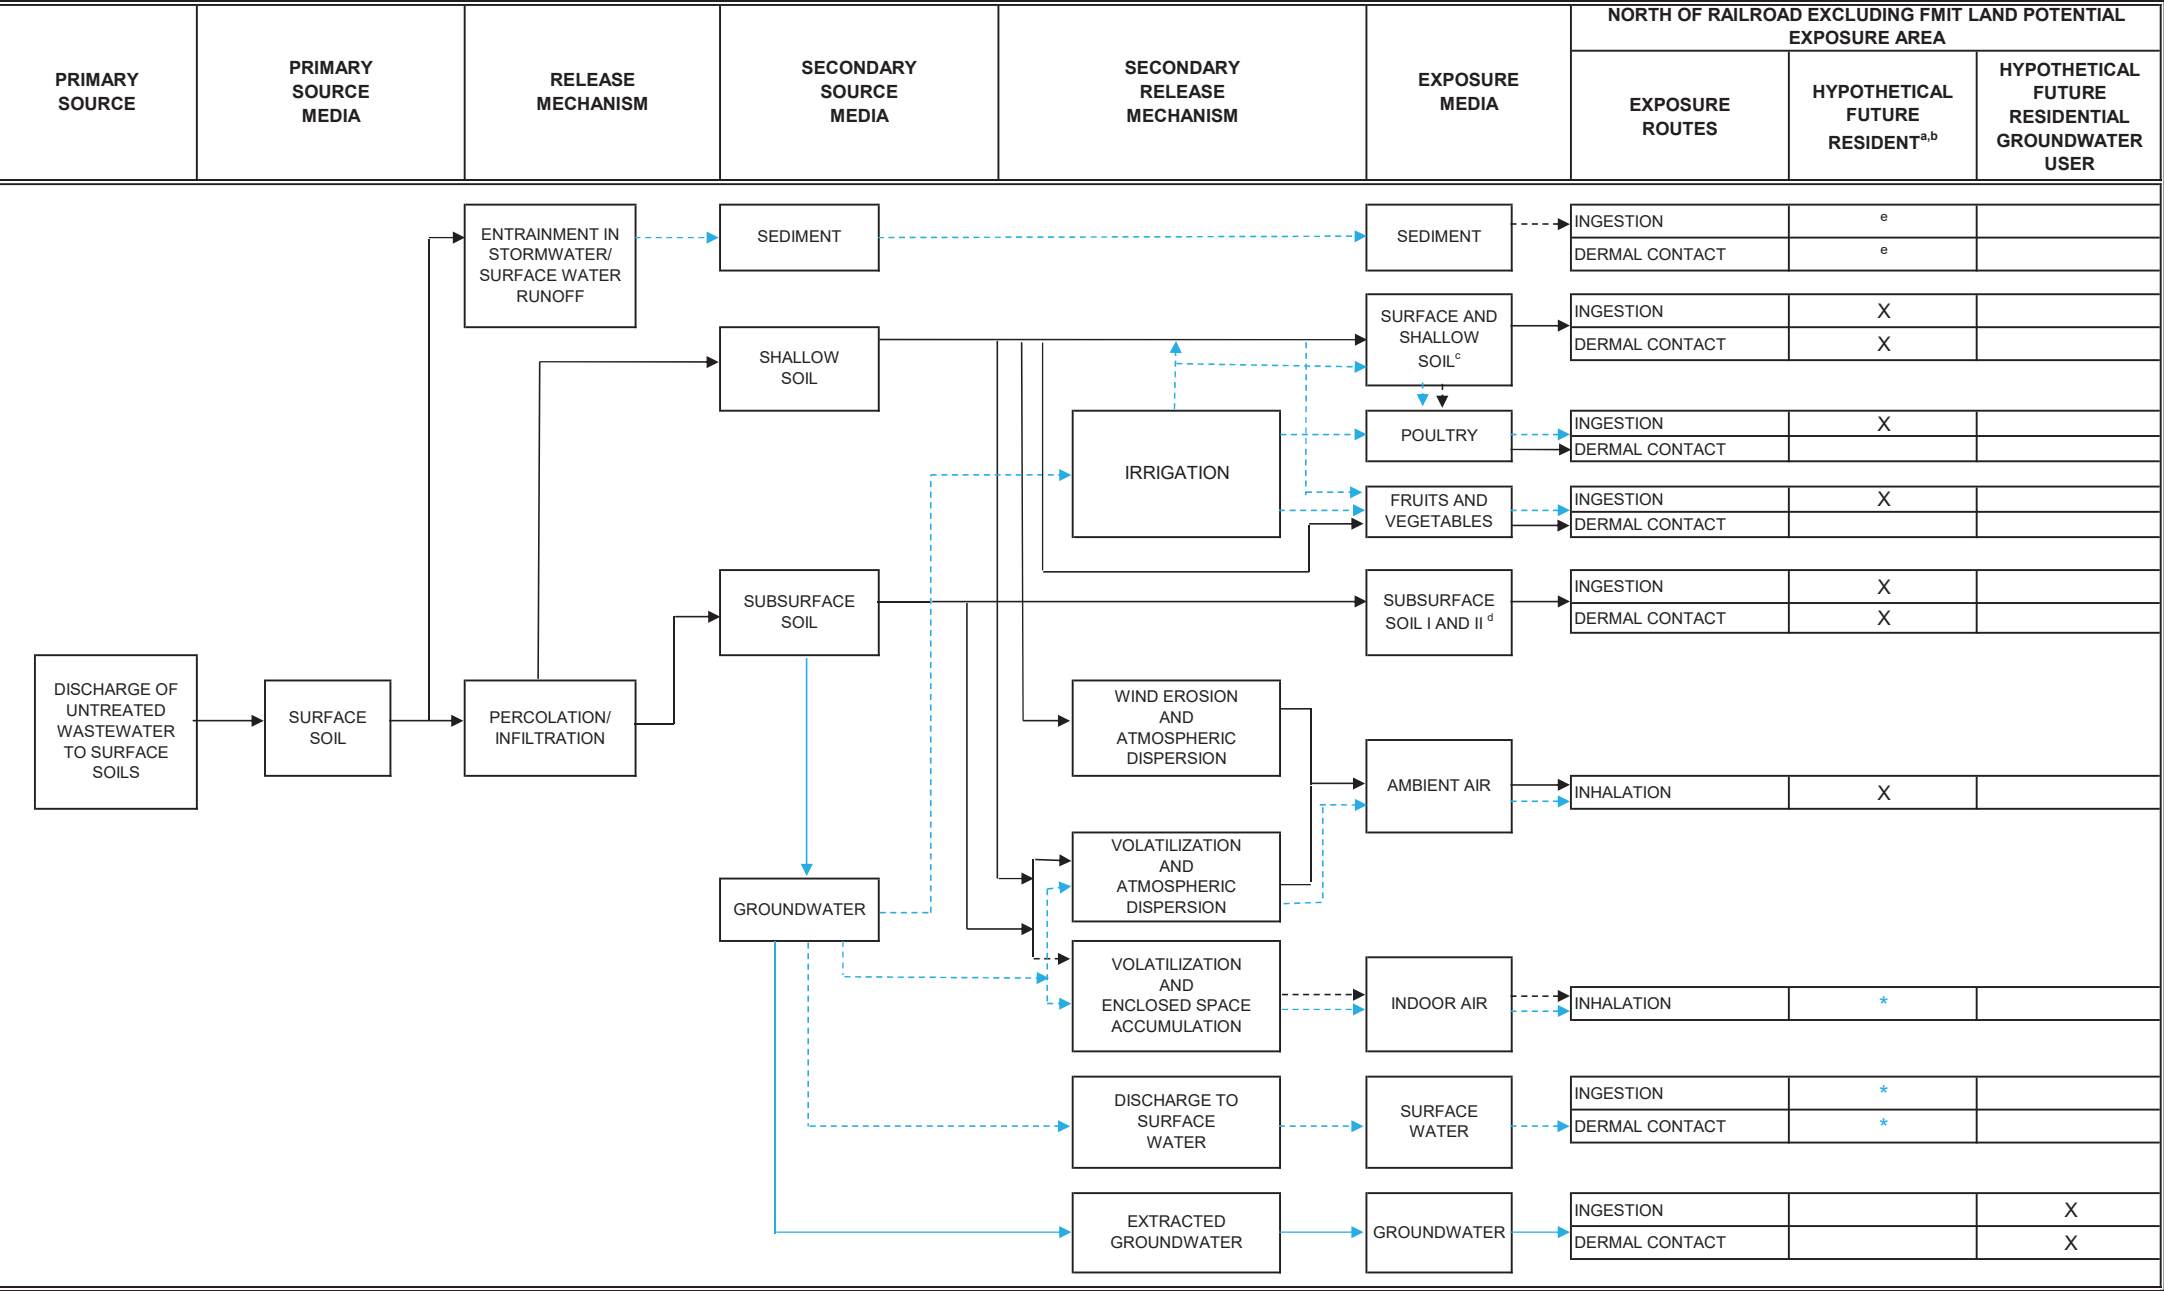 PRIMARY
SOURCE
PRIMARY
SOURCE
MEDIA
RELEASE
MECHANISM
SECONDARY
SOURCE
MEDIA
SECONDARY
RELEASE
MECHANISM
EXPOSURE
MEDIA
NORTH OF RAILROAD EXCLUDING FMIT LAND POTENTIAL
EXPOSURE AREA
EXPOSURE
ROUTES
HYPOTHETICAL
FUTURE
RESIDENTa,b
HYPOTHETICAL
FUTURE
RESIDENTIAL
GROUNDWATER
USER
ENTRAINMENT IN
STORMWATER/
SURFACE WATER
RUNOFF
SEDIMENT
SEDIMENT
INGESTION e
DERMAL CONTACT e
SHALLOW
SOIL
SURFACE AND
SHALLOW
SOILc
INGESTION X
DERMAL CONTACT X
IRRIGATION
POULTRY
INGESTION X
DERMAL CONTACT
FRUITS AND
VEGETABLES
INGESTION X
DERMAL CONTACT
SUBSURFACE
SOIL
SUBSURFACE
SOIL I AND II d
INGESTION X
DERMAL CONTACT X
DISCHARGE OF
UNTREATED
WASTEWATER
TO SURFACE
SOILS
SURFACE
SOIL
PERCOLATION/
INFILTRATION
WIND EROSION
AND
ATMOSPHERIC
DISPERSION
AMBIENT AIR
INHALATION X
VOLATILIZATION
AND
ATMOSPHERIC
DISPERSION
GROUNDWATER
VOLATILIZATION
AND
ENCLOSED SPACE
ACCUMULATION
INDOOR AIR
INHALATION *
DISCHARGE TO
SURFACE
WATER
SURFACE
WATER
INGESTION *
DERMAL CONTACT *
EXTRACTED
GROUNDWATER
GROUNDWATER
INGESTION X
DERMAL CONTACT X